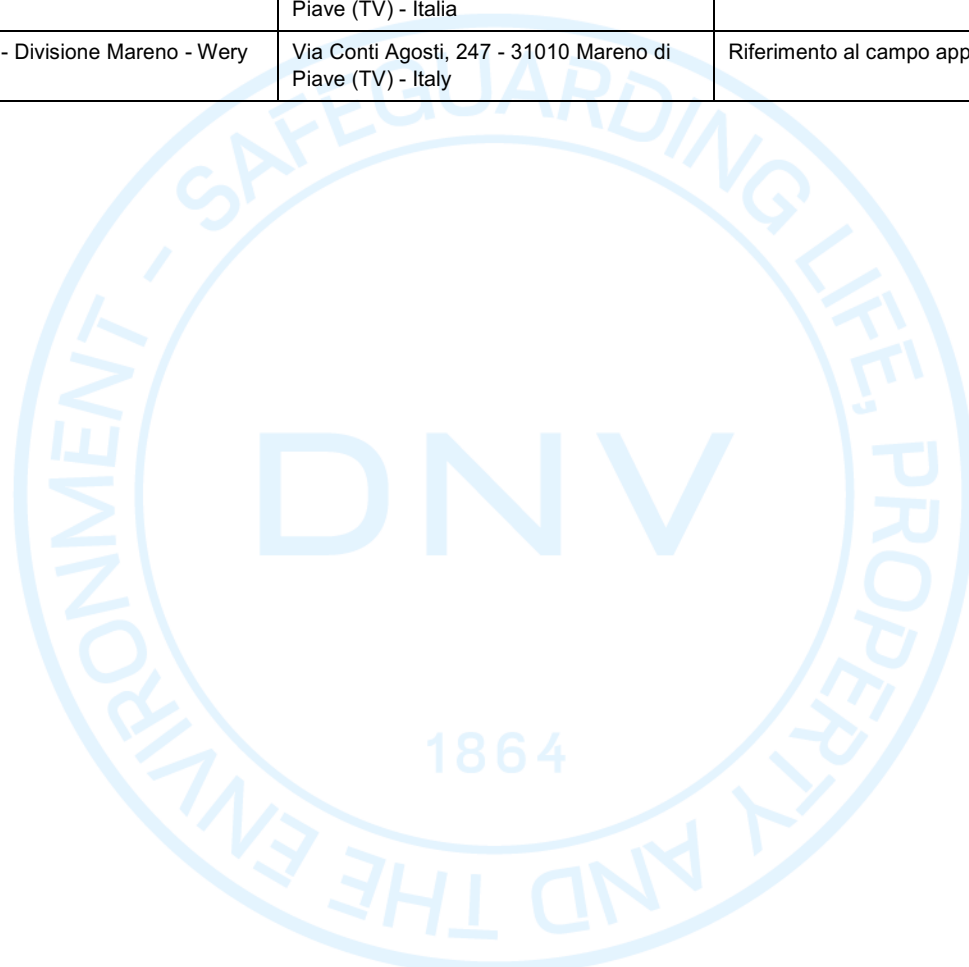 Piave (TV) - Italia
- Divisione Mareno - Wery
Via Conti Agosti, 247 - 31010 Mareno di
Piave (TV) - Italy
Riferimento al campo app
SAFEGUARDING LIFE, PROPERTY AND THE ENVIRONMENT -
DNV
1864